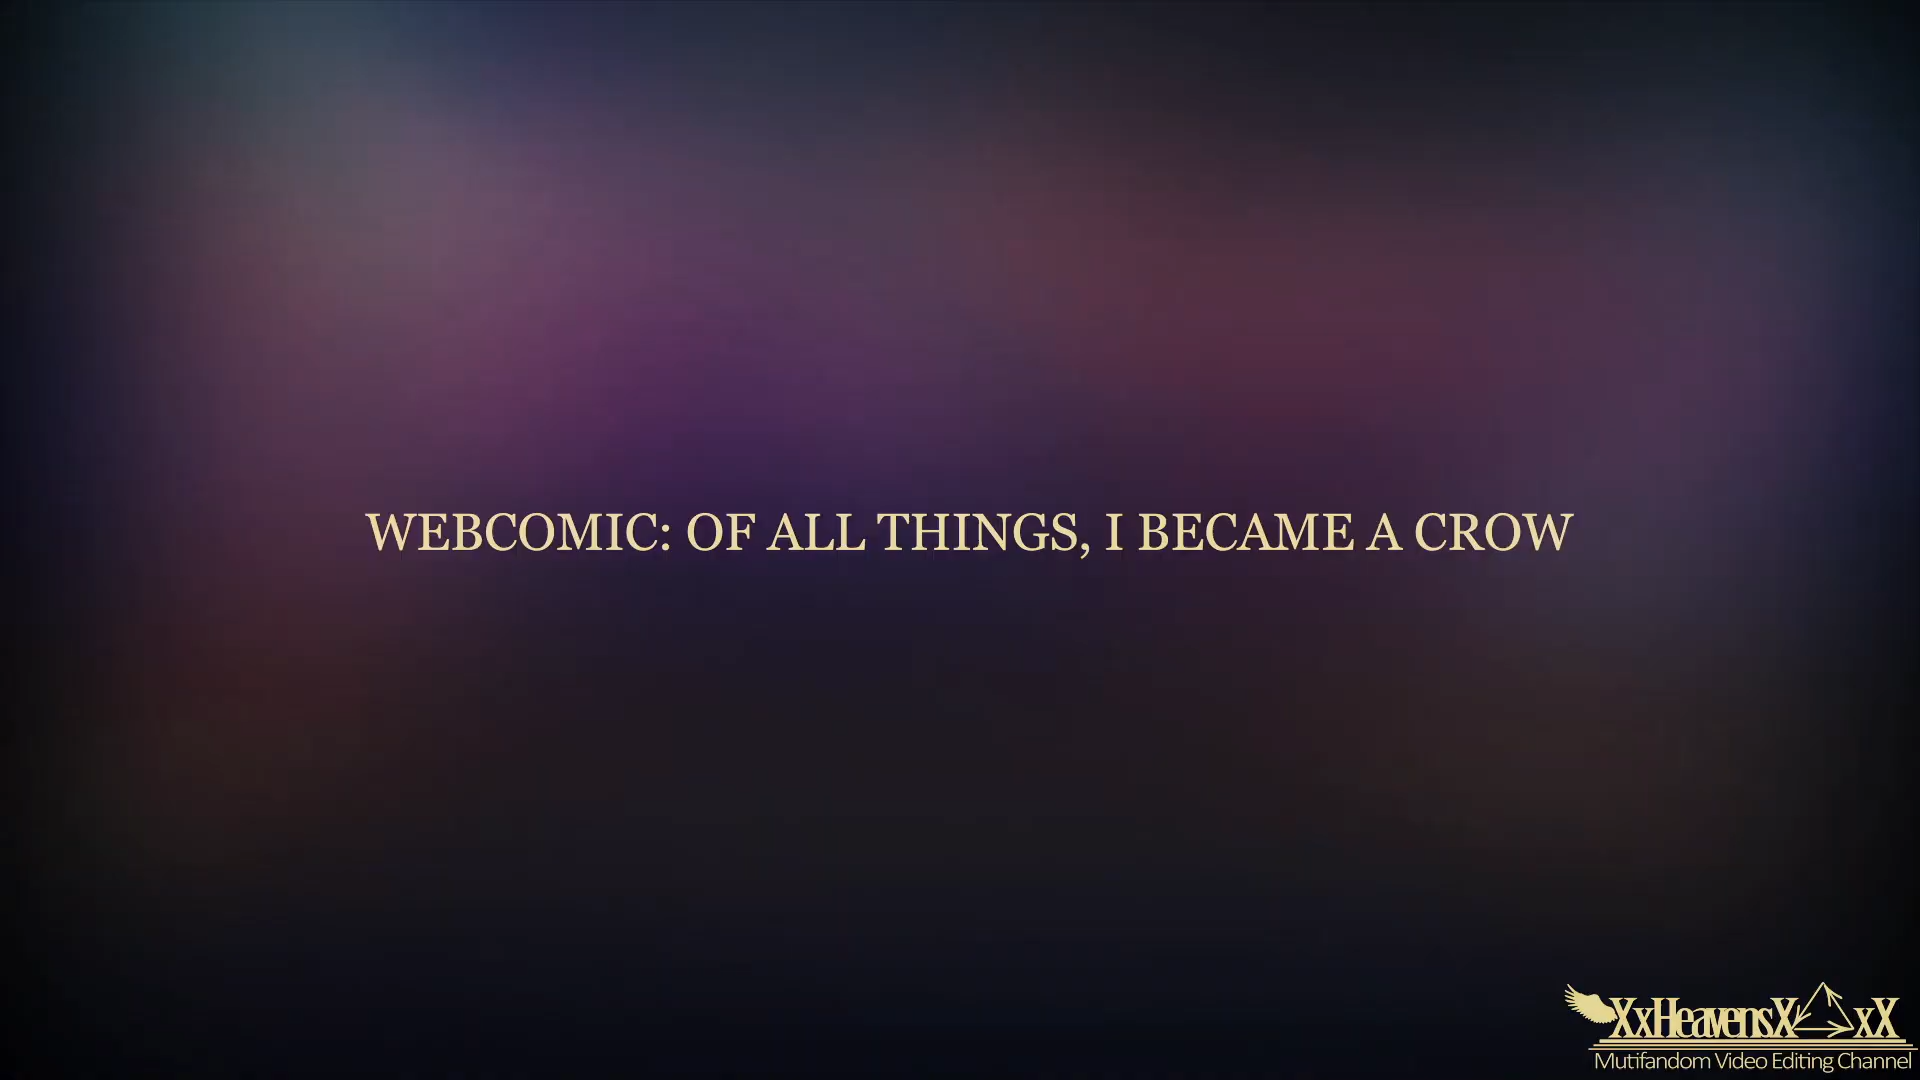 WEBCOMIC: OF ALL THINGS, I BECAME A CROW
XxHeavensX xX
Mutifandom Video Editing Channel